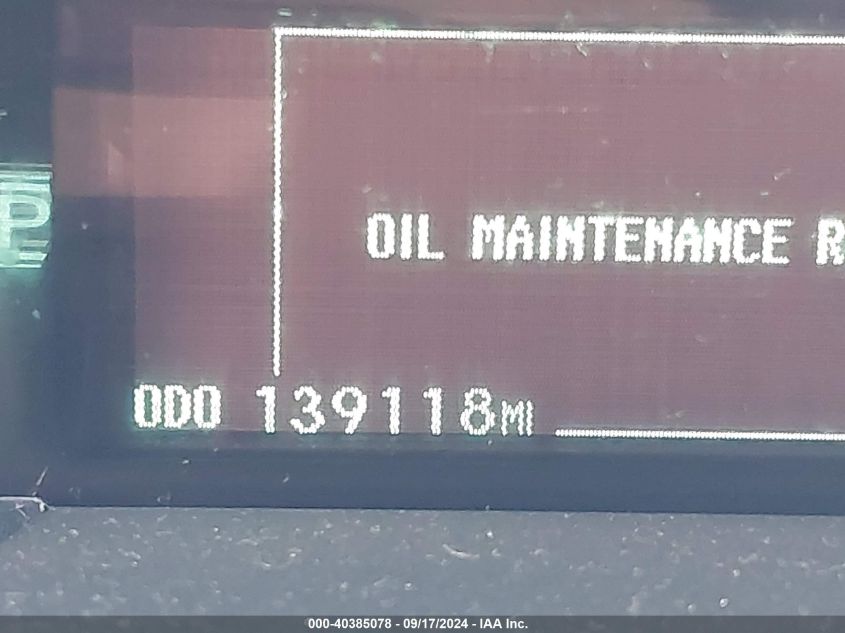 P
OIL MAINTENANCE R
ODO 139118MI
000-40385078 - 09/17/2024 - IAA Inc.